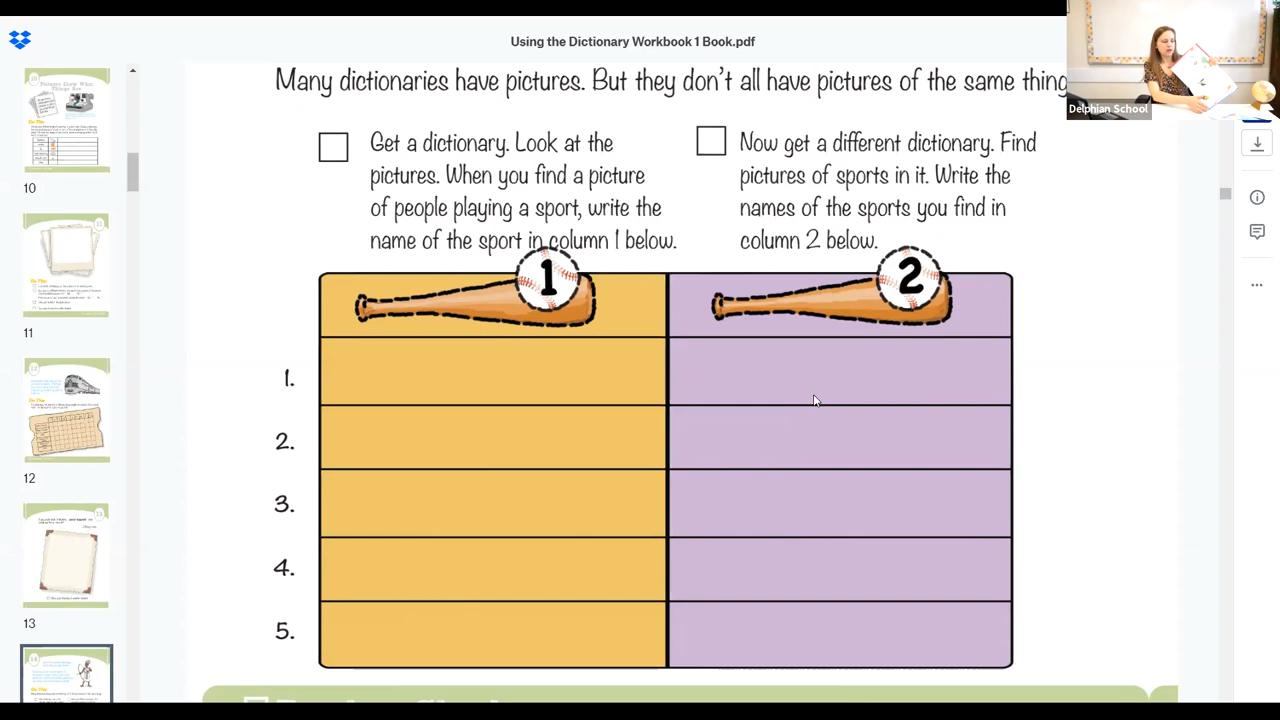 Using the Dictionary Workbook 1 Book.pdf
Delphian School
10
11
12
13
Many dictionaries have pictures. But they don't all have pictures of the same thing
Get a dictionary. Look at the
pictures. When you find a picture
of people playing a sport, write the
name of the sport in column 1 below.
Now get a different dictionary. Find
pictures of sports in it. Write the
names of the sports you find in
column 2 below.
1
2
1.
2.
3.
4.
5.